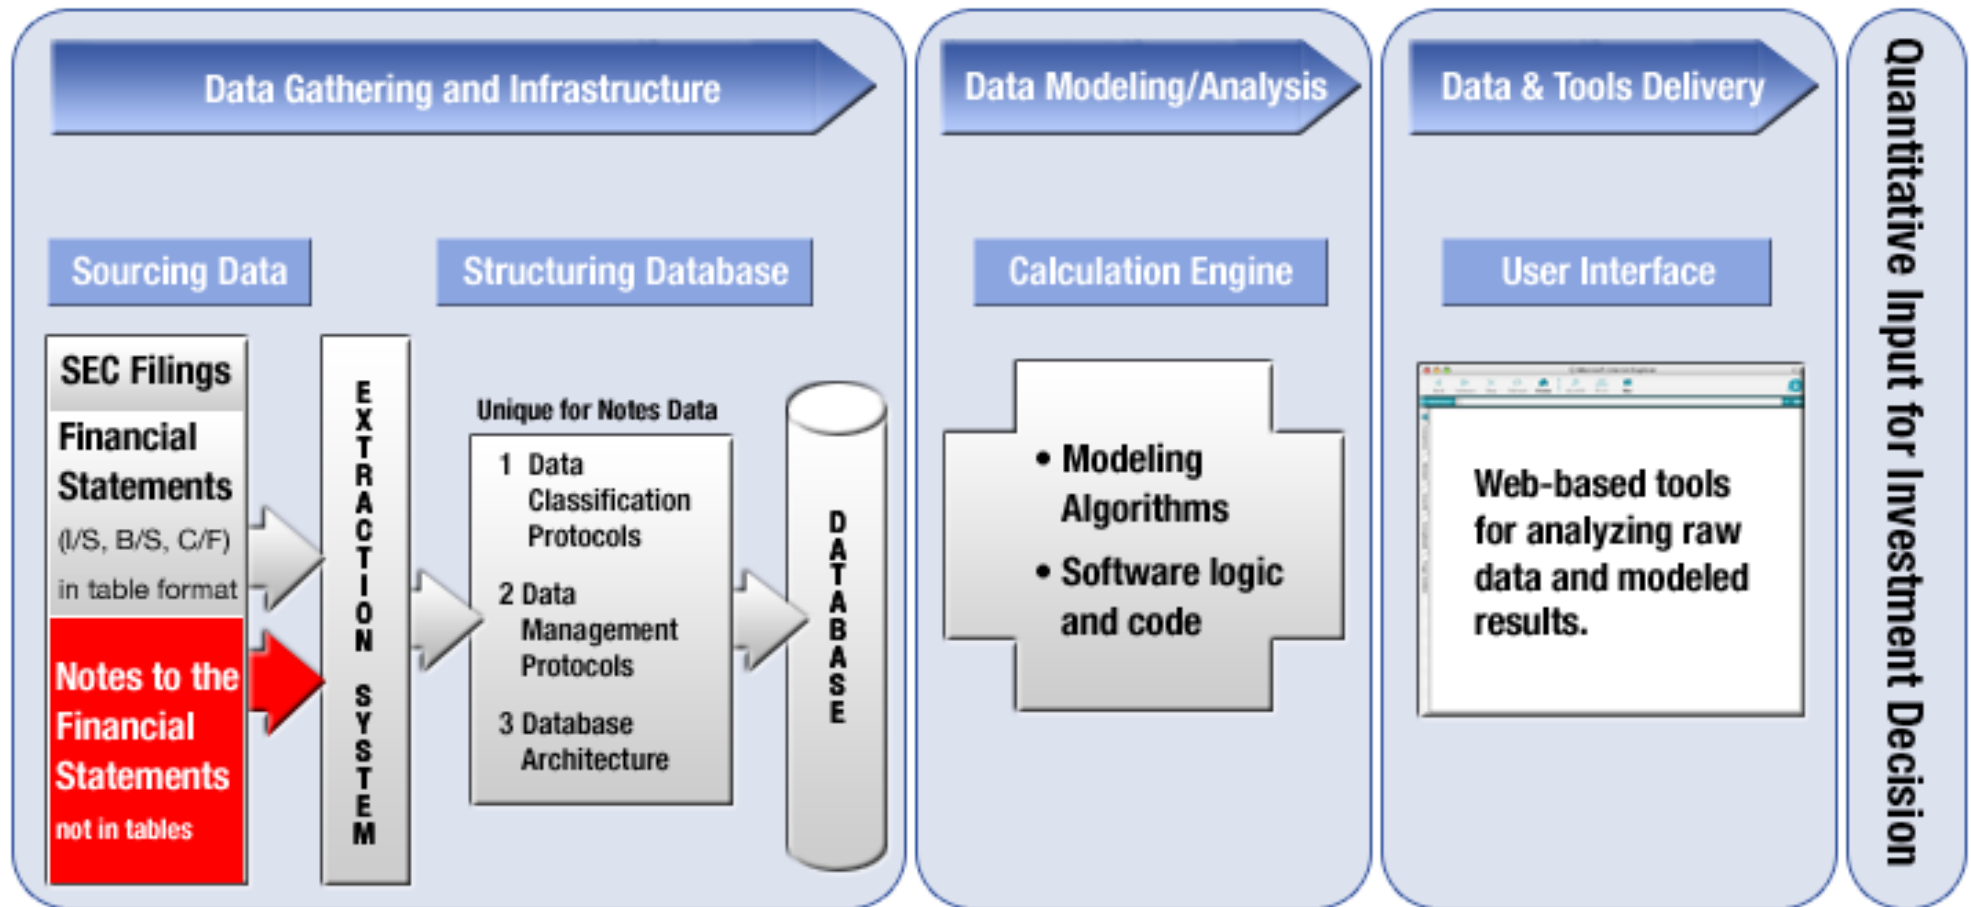 Data Gathering and Infrastructure
Sourcing Data
Structuring Database
SEC Filings
Financial
Statements
(I/S, B/S, C/F)
in table format
Notes to the
Financial
Statements
not in tables
EXTRACTION SYSTEM
Unique for Notes Data
1 Data
Classification
Protocols
2 Data
Management
Protocols
3 Database
Architecture
DATABASE
Data Modeling/Analysis
Calculation Engine
• Modeling
Algorithms
• Software logic
and code
Data & Tools Delivery
User Interface
Web-based tools
for analyzing raw
data and modeled
results.
Quantitative Input for Investment Decision